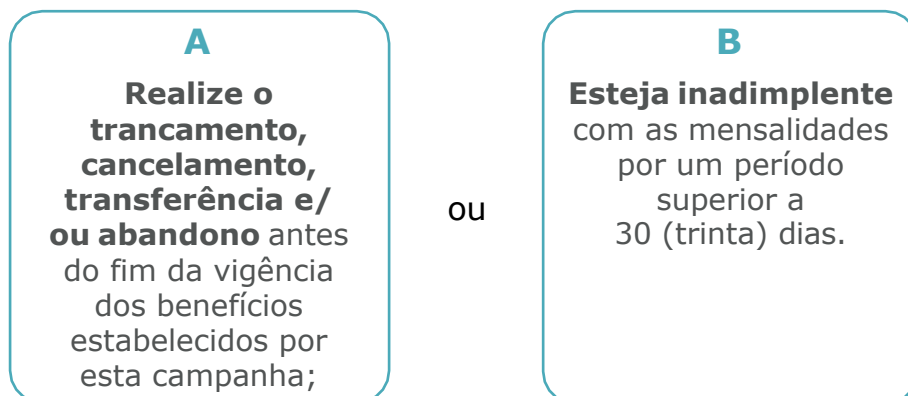 A
Realize o
trancamento,
cancelamento,
transferência e/
ou abandono antes
do fim da vigência
dos benefícios
estabelecidos por
esta campanha;
ou
B
Esteja inadimplente
com as mensalidades
por um período
superior a
30 (trinta) dias.